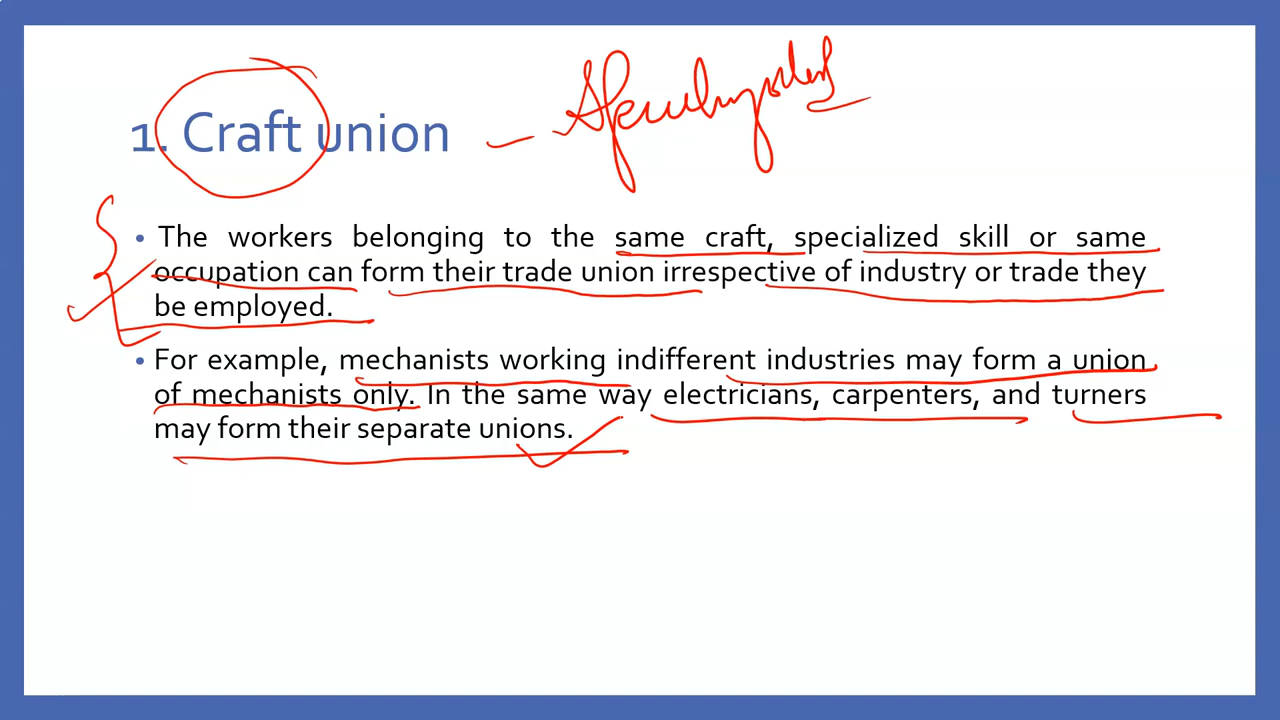 1. Craft union
• The workers belonging to the same craft, specialized skill or same
occupation can form their trade union irrespective of industry or trade they
be employed.
• For example, mechanists working indifferent industries may form a union
of mechanists only. In the same way electricians, carpenters, and turners
may form their separate unions.